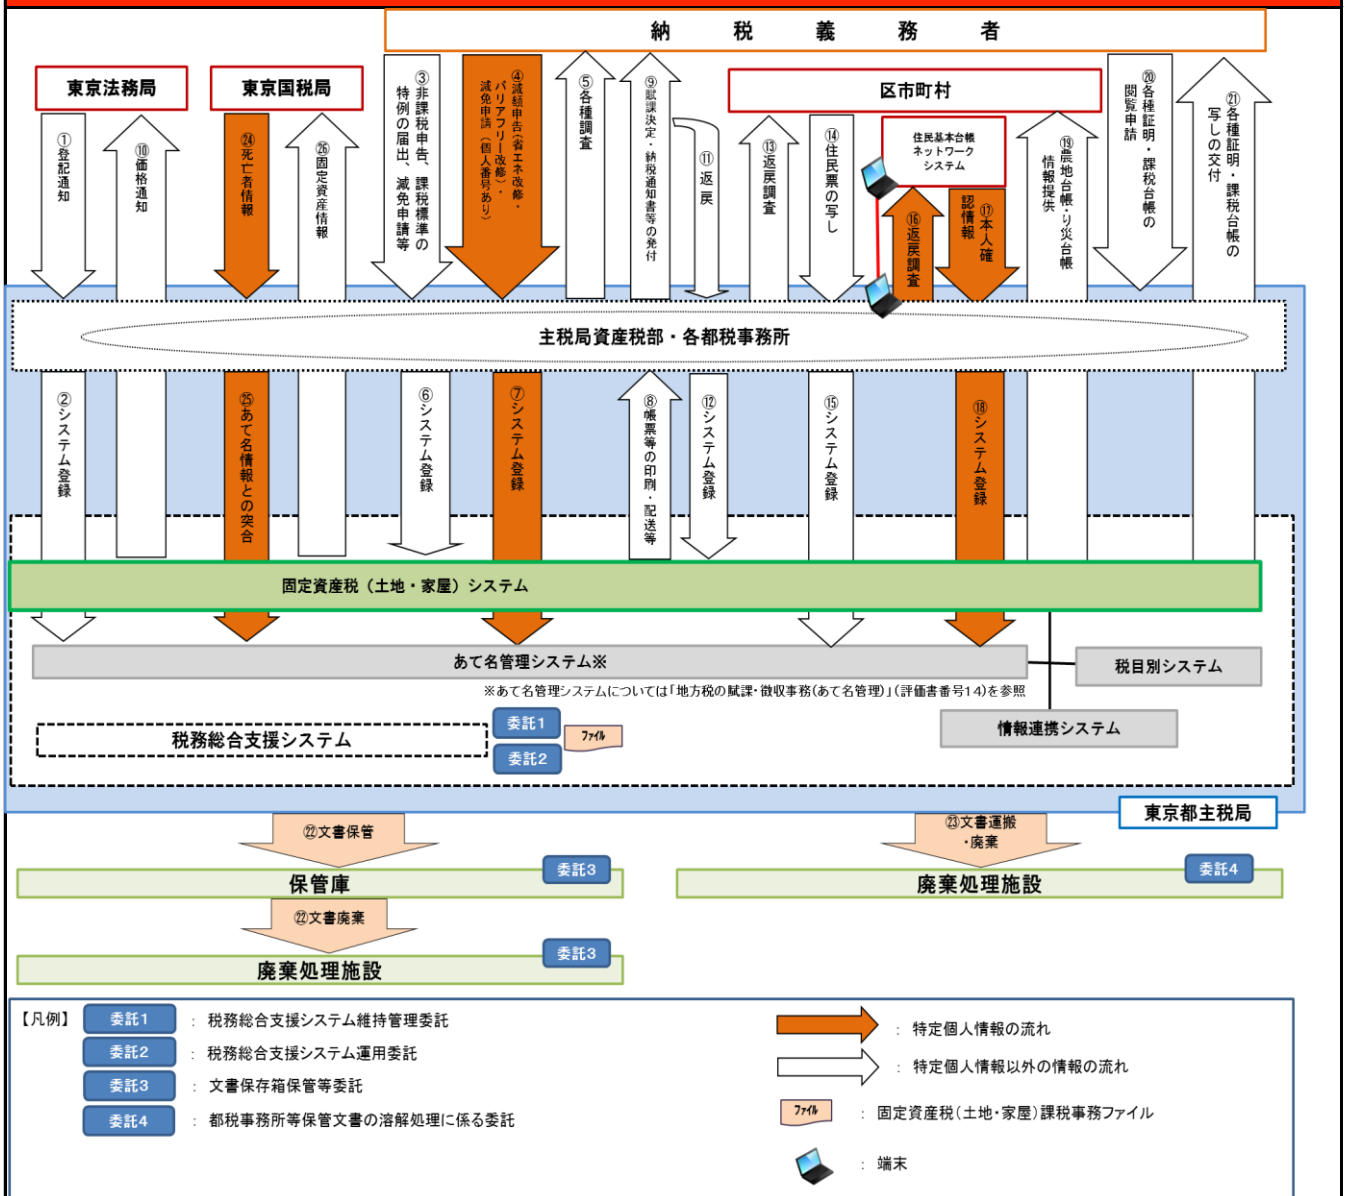 納税義務者
東京法務局
東京国税局
区市町村
住民基本台帳
ネットワーク
システム
①登記通知
⑩価格通知
㉔死亡者情報
㉖固定資産情報
③非課税申告、課税標準の
特例の届出、減免申請等
④減額申告(省エネ改修・
バリアフリー改修)・
減免申請（個人番号あり）
⑤各種調査
⑨賦課決定・納税通知書等の発付
⑪返戻
⑬返戻調査
⑭住民票の写し
⑯返戻調査
⑰本人確
認情報
⑲農地台帳・り災台帳
情報提供
⑳各種証明・課税台帳の
閲覧申請
㉑各種証明・課税台帳の
写しの交付
主税局資産税部・各都税事務所
②システム登録
㉕あて名情報との突合
⑥システム登録
⑦システム登録
⑧帳票等の印刷・配送等
⑫システム登録
⑮システム登録
⑱システム登録
固定資産税（土地・家屋）システム
あて名管理システム※
税目別システム
※あて名管理システムについては「地方税の賦課・徴収事務(あて名管理)」(評価書番号14)を参照
税務総合支援システム
委託1
委託2
ファイル
情報連携システム
東京都主税局
㉒文書保管
㉓文書運搬
・廃棄
保管庫
委託3
廃棄処理施設
委託4
㉒文書廃棄
廃棄処理施設
委託3
【凡例】
委託1 : 税務総合支援システム維持管理委託
委託2 : 税務総合支援システム運用委託
委託3 : 文書保存箱保管等委託
委託4 : 都税事務所等保管文書の溶解処理に係る委託
: 特定個人情報の流れ
: 特定個人情報以外の情報の流れ
ファイル : 固定資産税(土地・家屋)課税事務ファイル
: 端末